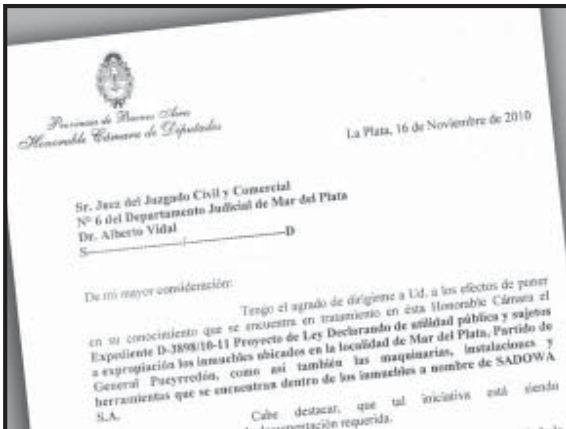 Provincia de Buenos Aires
Honorable Cámara de Diputados
La Plata, 16 de Noviembre de 2010
Sr. Juez del Juzgado Civil y Comercial
Nº 6 del Departamento Judicial de Mar del Plata
Dr. Alberto Vidal
S----------------------/----------------------D
De mi mayor consideración:
Tengo el agrado de dirigirme a Ud, a los efectos de poner
en su conocimiento que se encuentra en tratamiento en ésta Honorable Cámara el
Expediente D-3898/10-11 Proyecto de Ley Declarando de utilidad pública y sujetos
a expropiación los inmuebles ubicados en la localidad de Mar del Plata, Partido de
General Pueyrredón, como así también las maquinarias, instalaciones y
herramientas que se encuentran dentro de los inmuebles a nombre de SADOWA
S.A.
Cabe destacar, que tal iniciativa está siendo
documentación requerida.